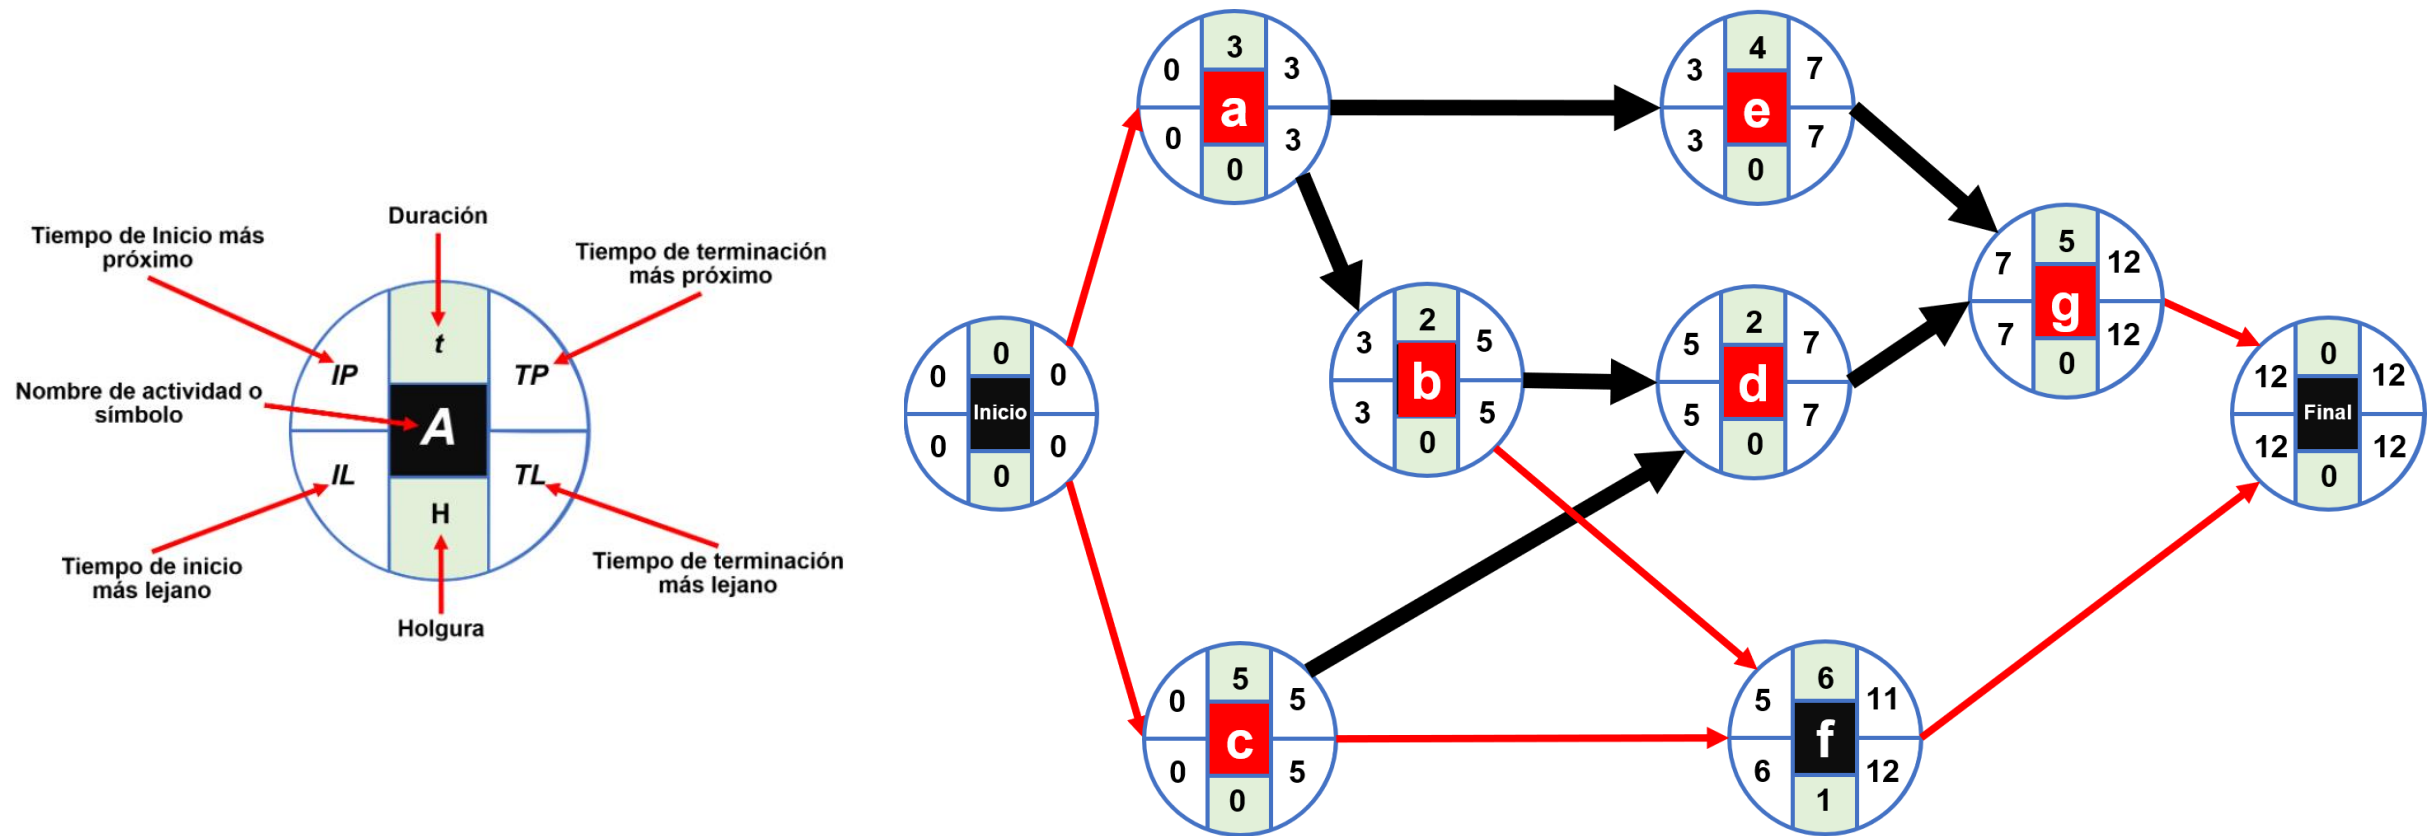 Duración
Tiempo de Inicio más
próximo
Tiempo de terminación
más próximo
t
IP
TP
Nombre de actividad o
símbolo
A
IL
TL
H
Tiempo de inicio
más lejano
Tiempo de terminación
más lejano
Holgura
0
0
0
Inicio
0
0
0
3
0
3
a
0
3
0
4
3
7
e
3
7
0
2
3
5
b
3
5
0
2
5
7
d
5
7
0
5
0
5
c
0
5
0
6
5
11
f
6
12
1
5
7
12
g
7
12
0
0
12
12
Final
12
12
0